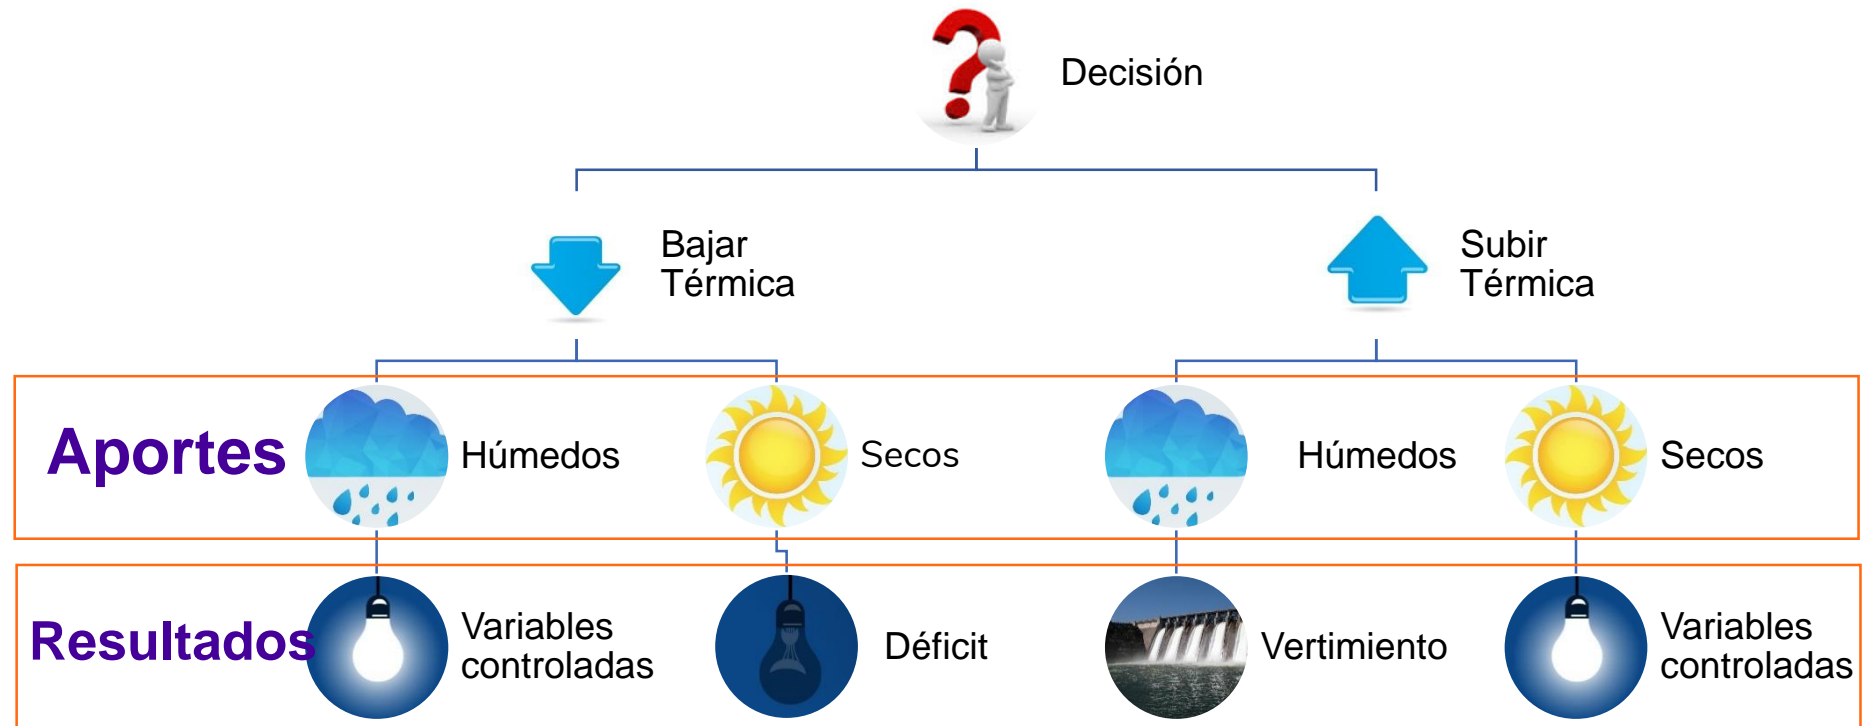 Decisión
Bajar
Térmica
Subir
Térmica
Aportes
Húmedos
Secos
Húmedos
Secos
Resultados
Variables
controladas
Déficit
Vertimiento
Variables
controladas